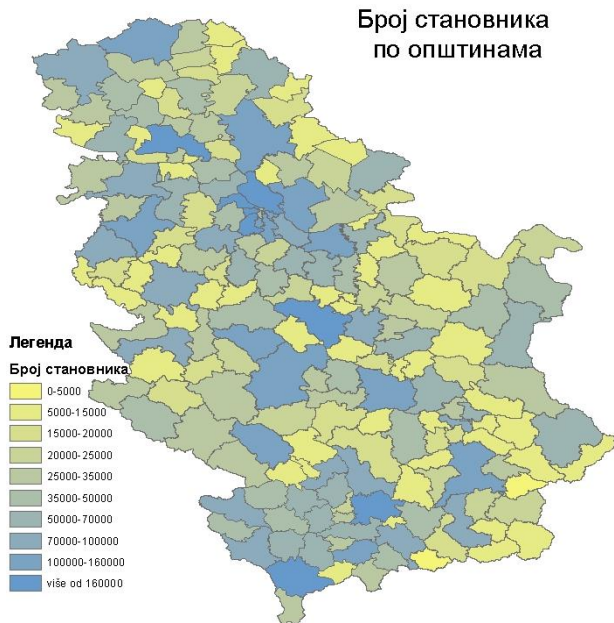 Број становника
по општинама
Легенда
Број становника
0-5000
5000-15000
15000-20000
20000-25000
25000-35000
35000-50000
50000-70000
70000-100000
100000-160000
više od 160000